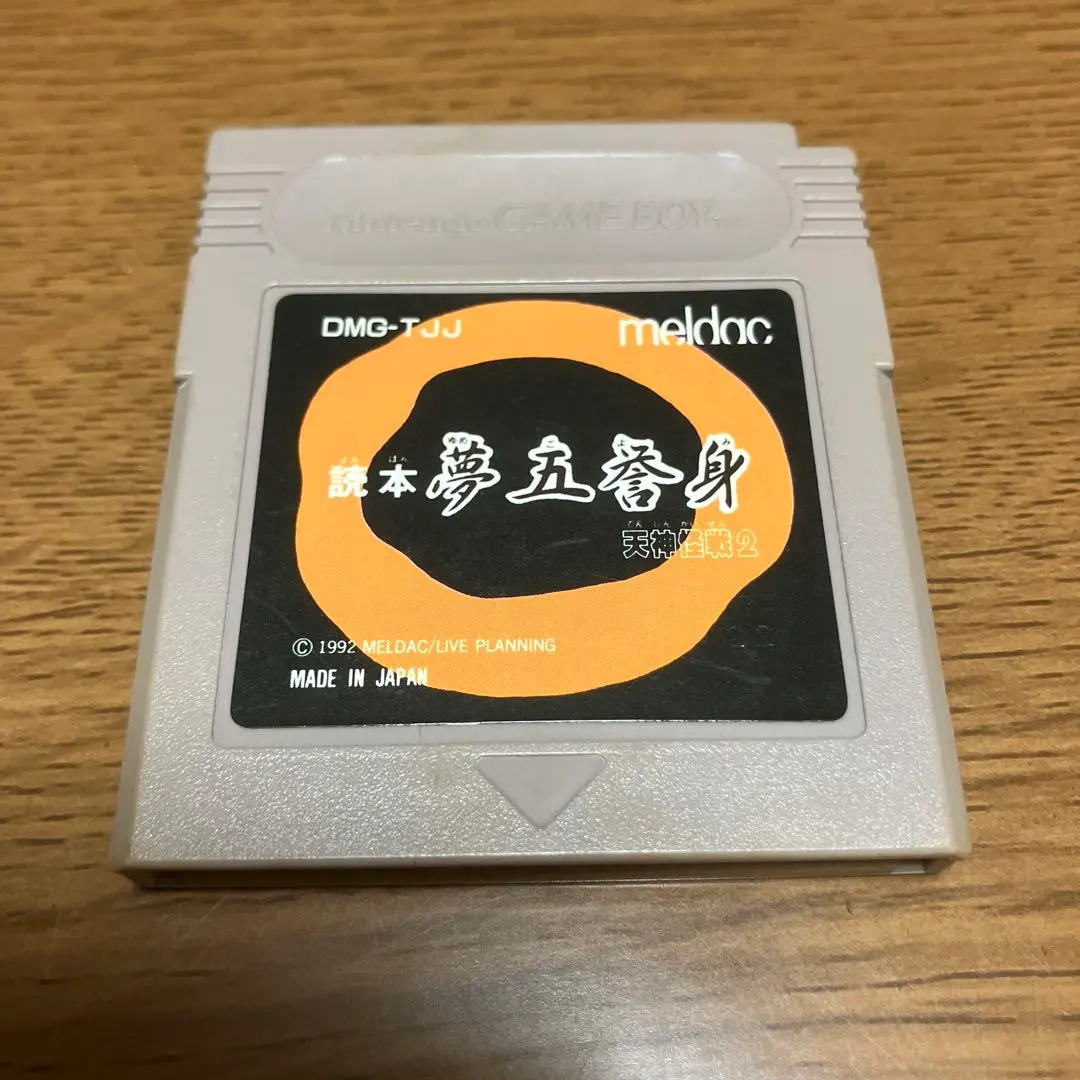 Nintendo GAME BOY
DMG-TJJ
meldac
読本 夢五誉身
天神怪戦2
© 1992 MELDAC/LIVE PLANNING
MADE IN JAPAN